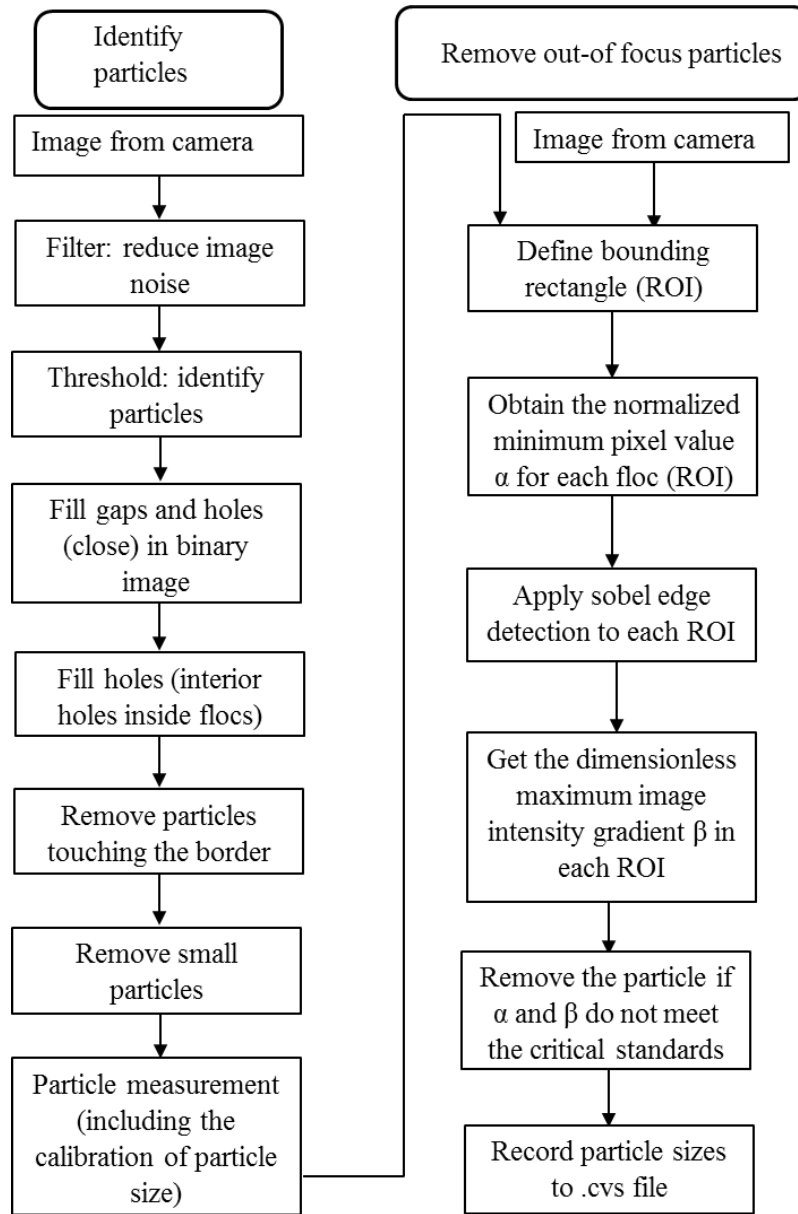 Identify
particles
Image from camera
Filter: reduce image
noise
Threshold: identify
particles
Fill gaps and holes
(close) in binary
image
Fill holes (interior
holes inside flocs)
Remove particles
touching the border
Remove small
particles
Particle measurement
(including the
calibration of particle
size)
Remove out-of focus particles
Image from camera
Define bounding
rectangle (ROI)
Obtain the normalized
minimum pixel value
α for each floc (ROI)
Apply sobel edge
detection to each ROI
Get the dimensionless
maximum image
intensity gradient β in
each ROI
Remove the particle if
α and β do not meet
the critical standards
Record particle sizes
to .cvs file